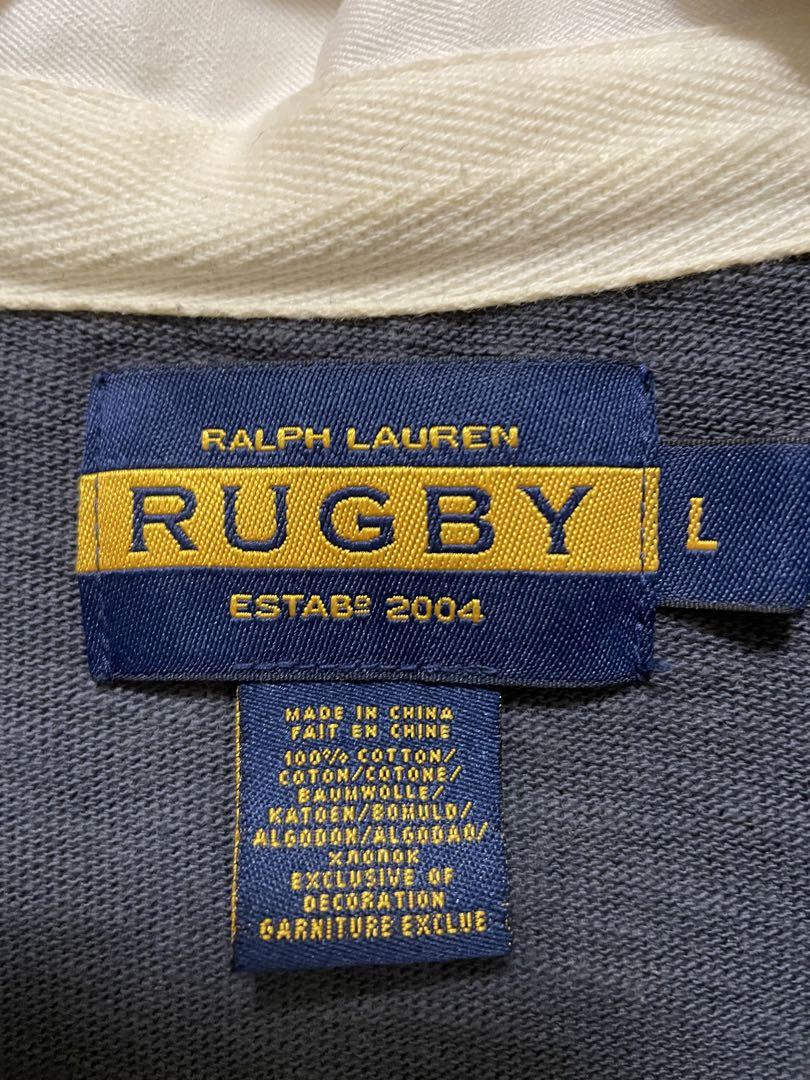 RALPH LAUREN
RUGBY
L
ESTABº 2004
MADE IN CHINA
FAIT EN CHINE
100% COTTON/
COTON/COTONE/
BAUMWOLLE/
KATOEN/BOMULD/
ALGODON/ALGODAO/
ХЛОПОК
EXCLUSIVE OF
DECORATION
GARNITURE EXCLUE